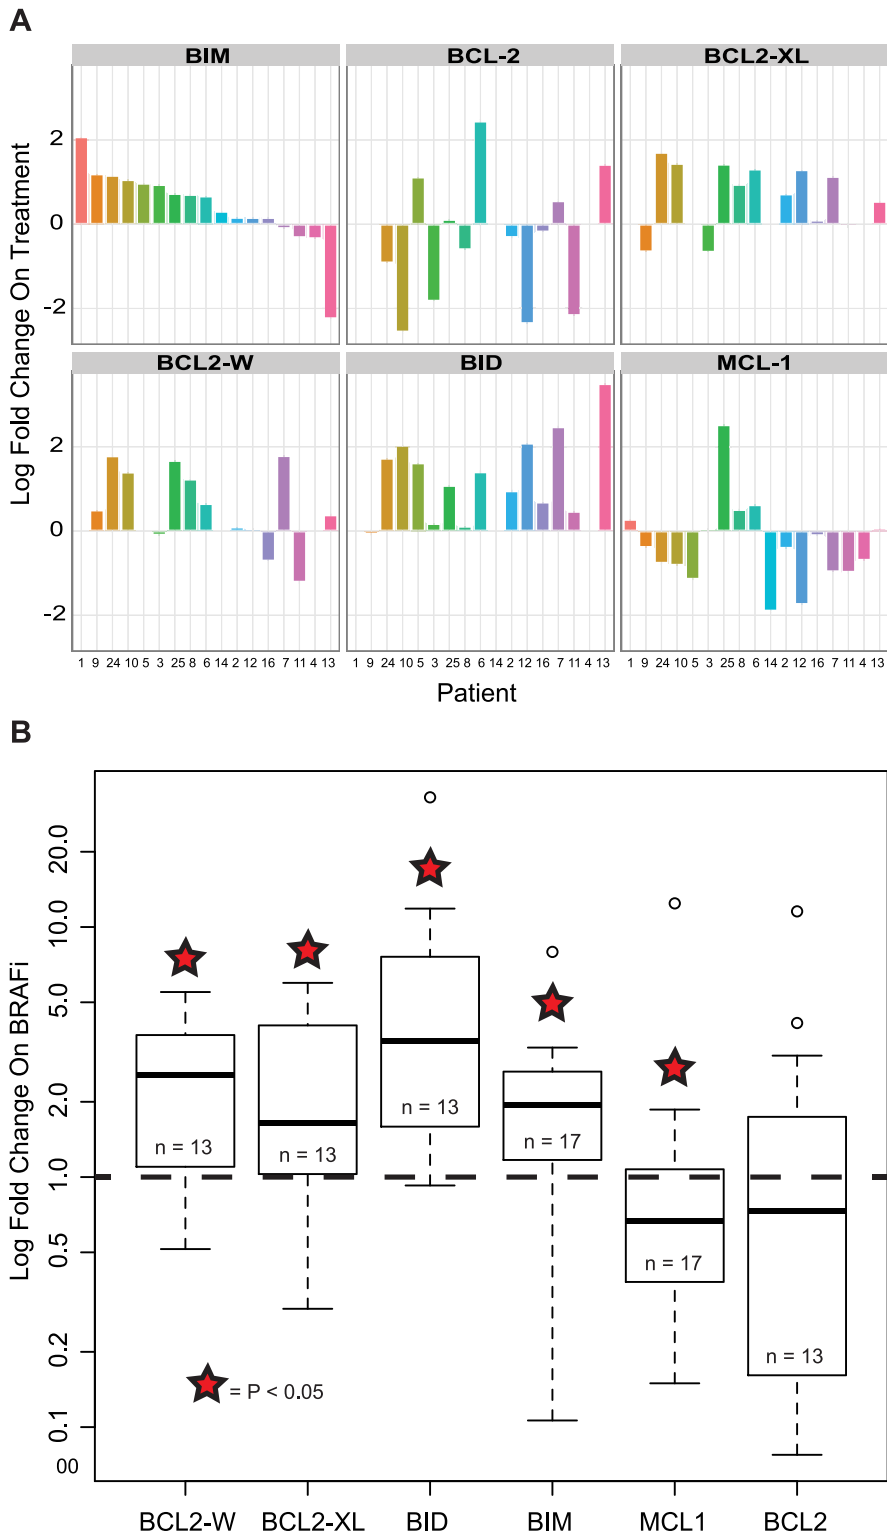 A
BIM BCL-2 BCL2-XL
Log Fold Change On Treatment
2
0
-2
BCL2-W BID MCL-1
2
0
-2
1 9 24 10 5 3 25 8 6 14 2 12 16 7 11 4 13 1 9 24 10 5 3 25 8 6 14 2 12 16 7 11 4 13 1 9 24 10 5 3 25 8 6 14 2 12 16 7 11 4 13
Patient
B
Log Fold Change On BRAFi
20.0
10.0
5.0
2.0
1.0
0.5
0.2
0.1
00
n = 13
n = 13
n = 13
n = 17
n = 17
n = 13
= P < 0.05
BCL2-W BCL2-XL BID BIM MCL1 BCL2